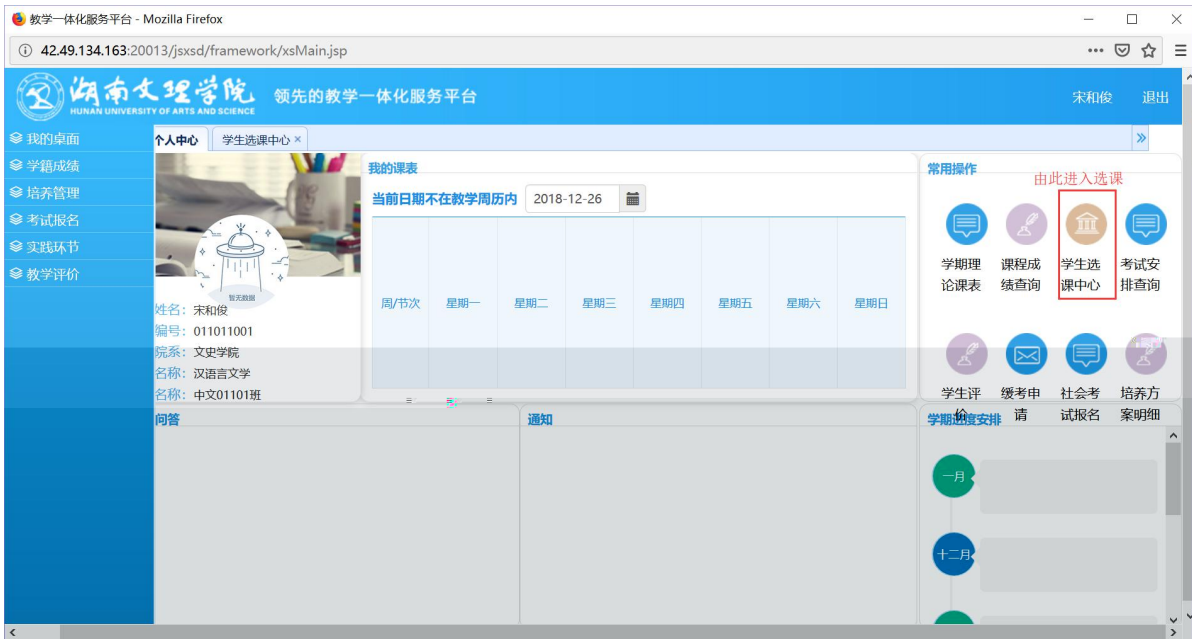 教学一体化服务平台 - Mozilla Firefox
42.49.134.163:20013/jsxsd/framework/xsMain.jsp
湖南文理学院
HUNAN UNIVERSITY OF ARTS AND SCIENCE
领先的教学一体化服务平台
宋和俊 退出
我的桌面
学籍成绩
培养管理
考试报名
实践环节
教学评价
个人中心 学生选课中心 ×
暂无数据
姓名: 宋和俊
编号: 011011001
院系: 文史学院
名称: 汉语言文学
名称: 中文01101班
我的课表
当前日期不在教学周历内 2018-12-26
周/节次 星期一 星期二 星期三 星期四 星期五 星期六 星期日
常用操作
由此进入选课
学期理论课表
课程成绩查询
学生选课中心
考试安排查询
学生评价
缓考申请
社会考试报名
培养方案明细
问答
通知
学期进度安排
一月
十二月